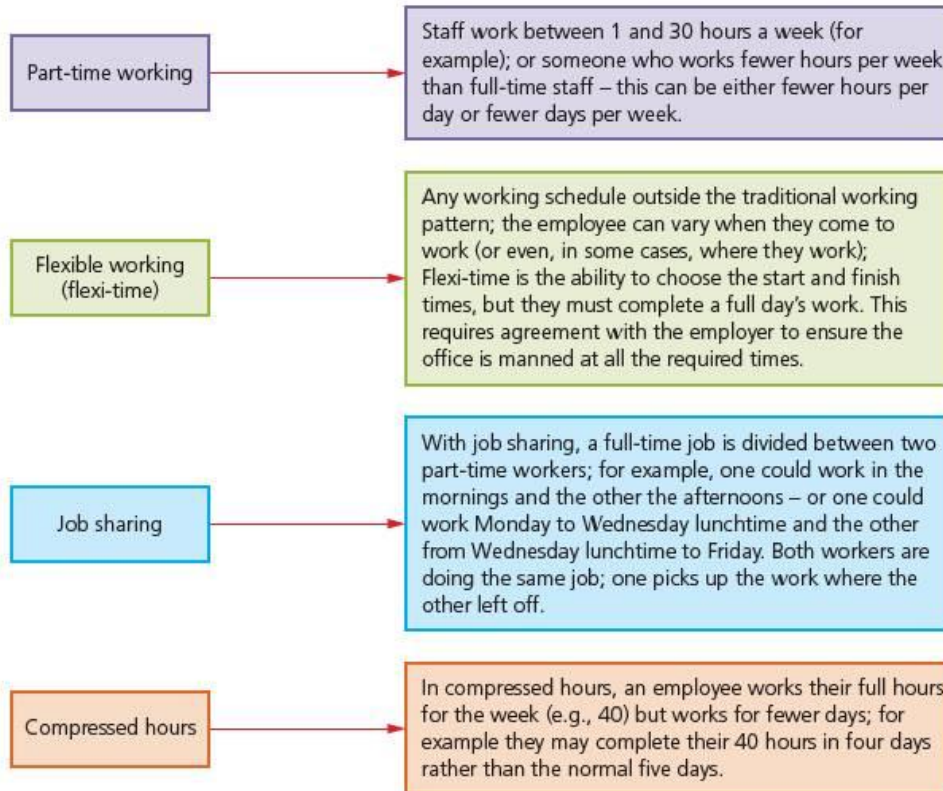 Part-time working
Staff work between 1 and 30 hours a week (for
example); or someone who works fewer hours per week
than full-time staff – this can be either fewer hours per
day or fewer days per week.
Flexible working
(flexi-time)
Any working schedule outside the traditional working
pattern; the employee can vary when they come to
work (or even, in some cases, where they work);
Flexi-time is the ability to choose the start and finish
times, but they must complete a full day's work. This
requires agreement with the employer to ensure the
office is manned at all the required times.
Job sharing
With job sharing, a full-time job is divided between two
part-time workers; for example, one could work in the
mornings and the other the afternoons – or one could
work Monday to Wednesday lunchtime and the other
from Wednesday lunchtime to Friday. Both workers are
doing the same job; one picks up the work where the
other left off.
Compressed hours
In compressed hours, an employee works their full hours
for the week (e.g., 40) but works for fewer days; for
example they may complete their 40 hours in four days
rather than the normal five days.